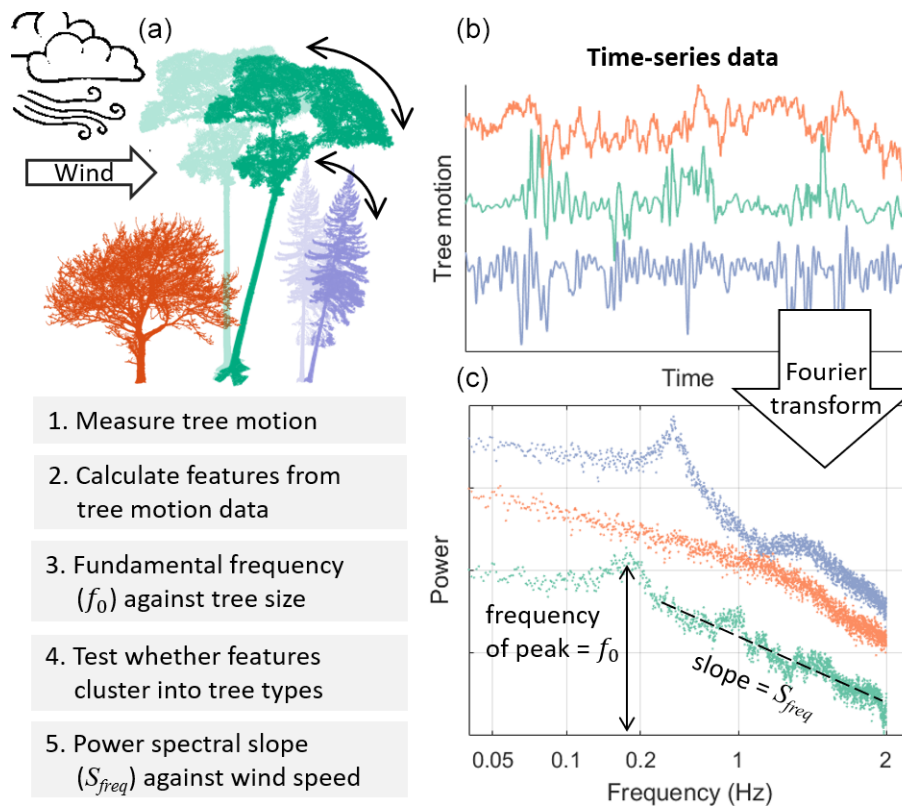 (a)
Wind
1. Measure tree motion
2. Calculate features from
tree motion data
3. Fundamental frequency
(f₀) against tree size
4. Test whether features
cluster into tree types
5. Power spectral slope
(S_freq) against wind speed
(b)
Time-series data
Tree motion
Time
Fourier
transform
(c)
Power
frequency
of peak = f₀
slope = S_freq
0.05 0.1 0.2 1 2
Frequency (Hz)